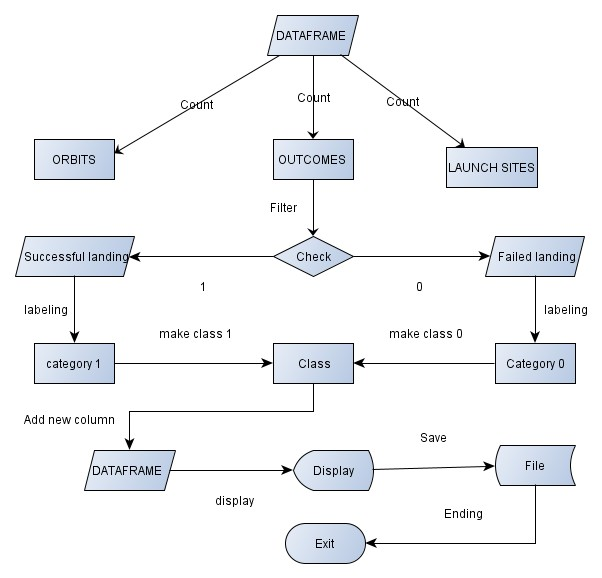 DATAFRAME
Count
Count
Count
ORBITS
OUTCOMES
LAUNCH SITES
Filter
Successful landing
Check
Failed landing
1
0
labeling
labeling
make class 1
make class 0
category 1
Class
Category 0
Add new column
DATAFRAME
display
Display
Save
File
Ending
Exit